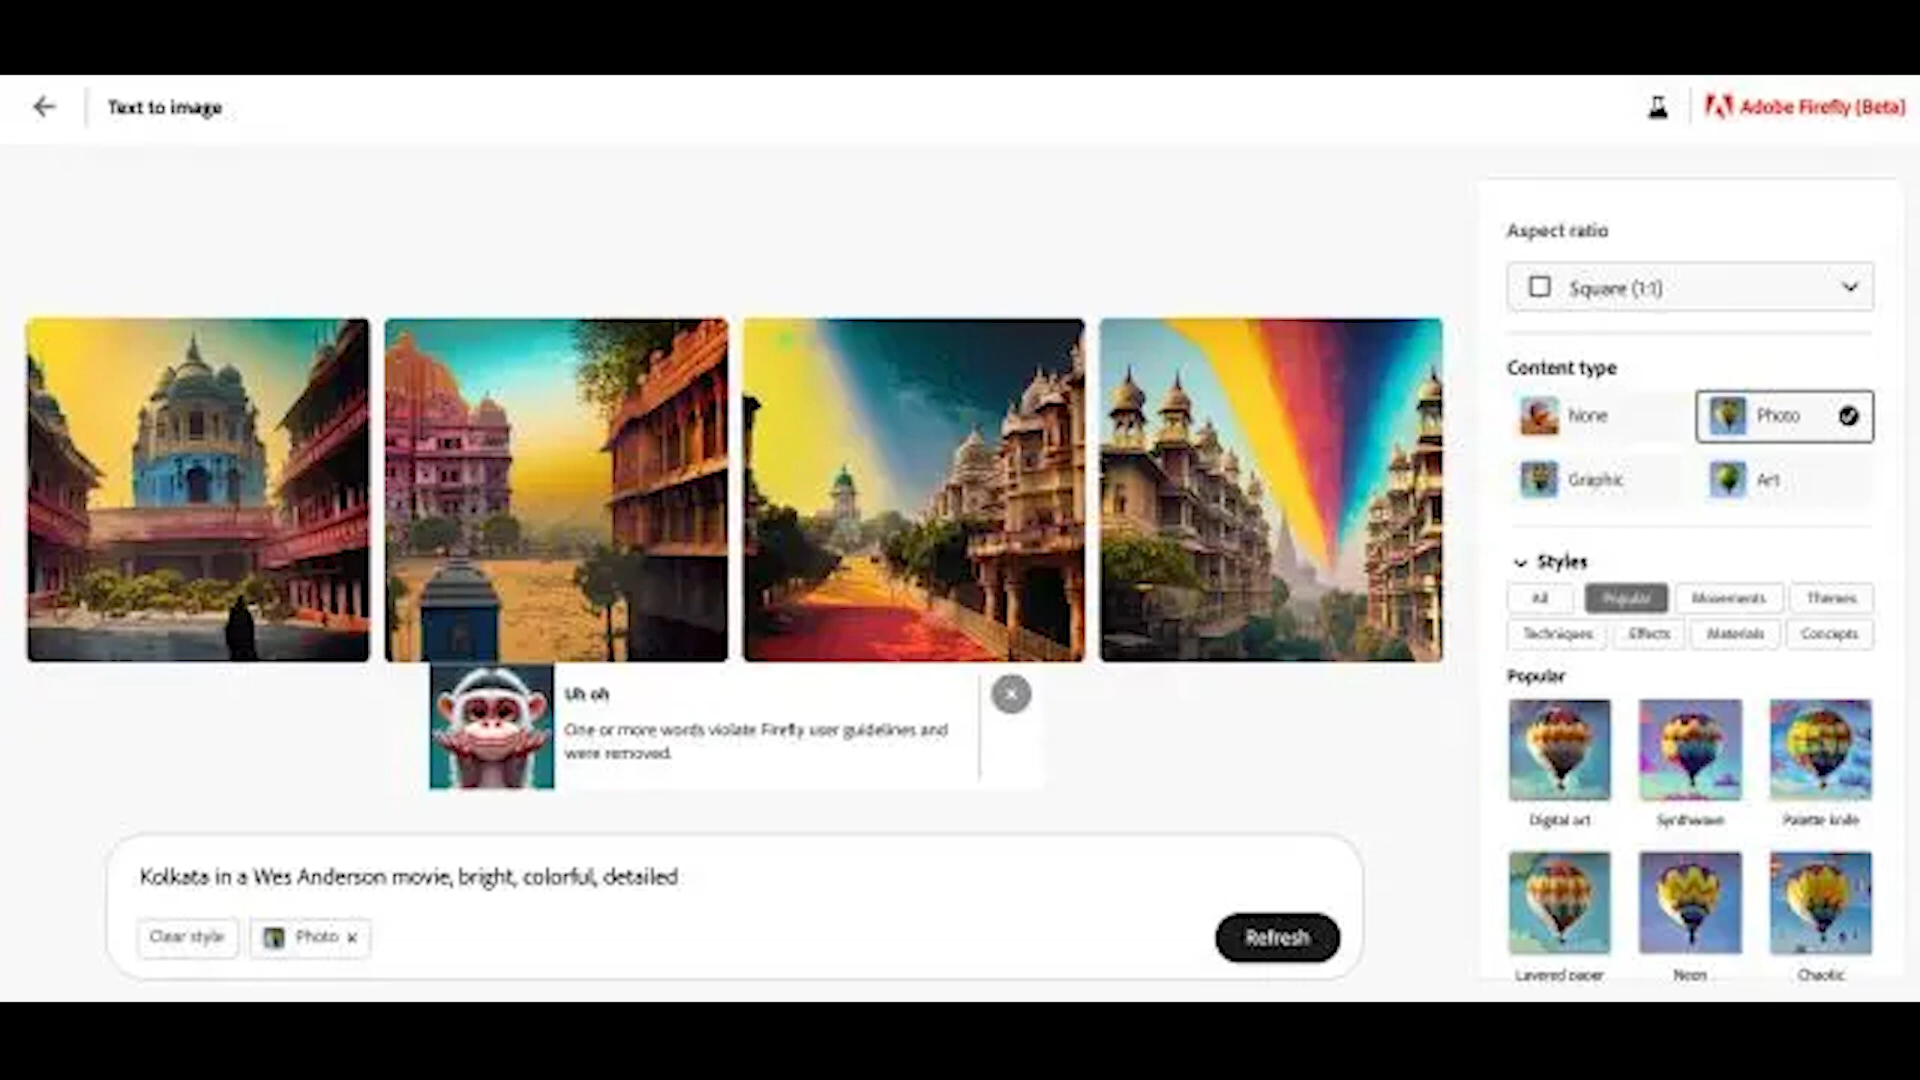 Text to image
Adobe Firefly (Beta)
Aspect ratio
Square (1:1)
Content type
None
Photo
Graphic
Art
Styles
All
Popular
Movements
Themes
Techniques
Effects
Materials
Concepts
Popular
Digital art
Synthwave
Palette knife
Layered paper
Neon
Chaotic
Uh oh
One or more words violate Firefly user guidelines and
were removed.
Kolkata in a Wes Anderson movie, bright, colorful, detailed
Clear style
Photo
Refresh